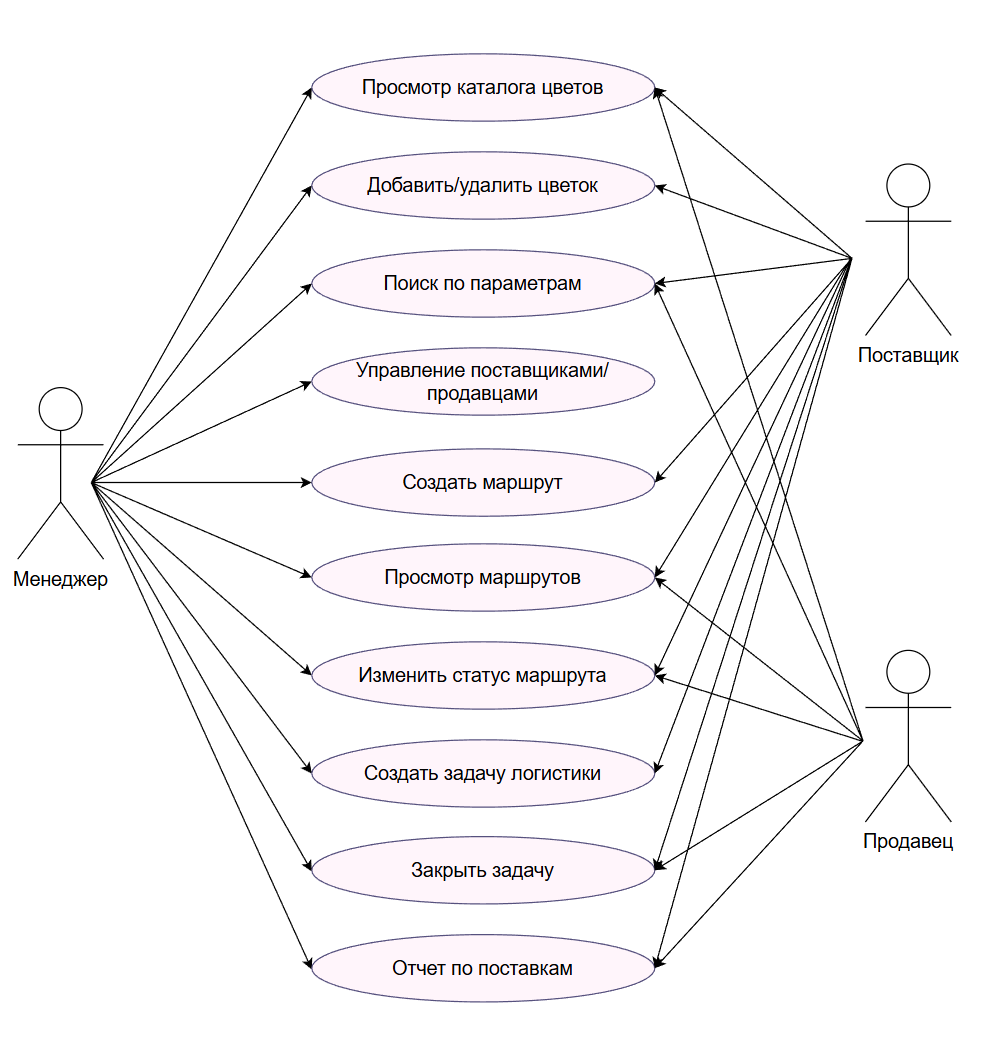 Просмотр каталога цветов
Добавить/удалить цветок
Поиск по параметрам
Управление поставщиками/
продавцами
Создать маршрут
Просмотр маршрутов
Изменить статус маршрута
Создать задачу логистики
Закрыть задачу
Отчет по поставкам
Менеджер
Поставщик
Продавец